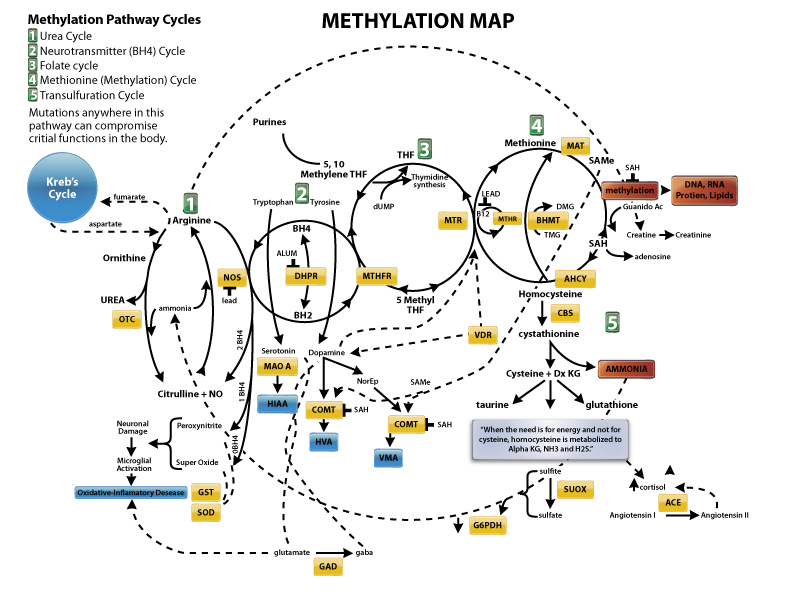 METHYLATION MAP
Methylation Pathway Cycles
1 Urea Cycle
2 Neurotransmitter (BH4) Cycle
3 Folate cycle
4 Methionine (Methylation) Cycle
5 Transulfuration Cycle
Mutations anywhere in this
pathway can compromise
critial functions in the body.
Kreb's
Cycle
fumarate
aspartate
1
Arginine
Ornithine
UREA
OTC
ammonia
Citrulline + NO
NOS
lead
2 BH4
1 BH4
0BH4
Purines
5, 10
Methylene THF
2
Tryptophan
Tyrosine
BH4
ALUM
DHPR
BH2
MTHFR
THF
3
Thymidine
synthesis
dUMP
5 Methyl
THF
MTR
4
Methionine
MAT
SAMe
LEAD
B12
MTHR
BHMT
DMG
TMG
SAH
methylation
DNA, RNA
Protien, Lipids
Guanido Ac
Creatine
Creatinine
SAH
adenosine
AHCY
Homocysteine
CBS
5
cystathionine
VDR
Cysteine + Dx KG
AMMONIA
taurine
glutathione
"When the need is for energy and not for
cysteine, homocysteine is metabolized to
Alpha KG, NH3 and H2S."
Serotonin
MAO A
HIAA
Dopamine
NorEp
SAMe
COMT
SAH
HVA
COMT
SAH
VMA
Neuronal
Damage
Peroxynitrite
Microglial
Activation
Super Oxide
Oxidative-Inflamatory Disease
GST
SOD
glutamate
gaba
GAD
sulfite
SUOX
sulfate
G6PDH
cortisol
ACE
Angiotensin I
Angiotensin II